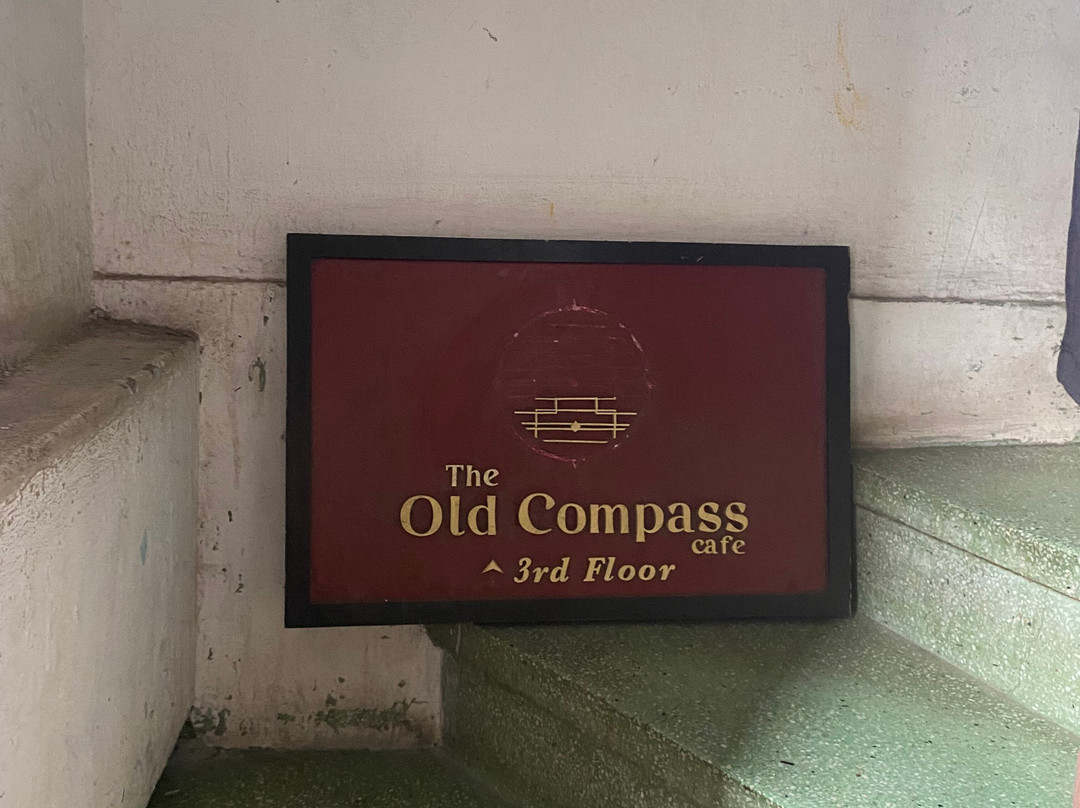 The
Old Compass
cafe
3rd Floor